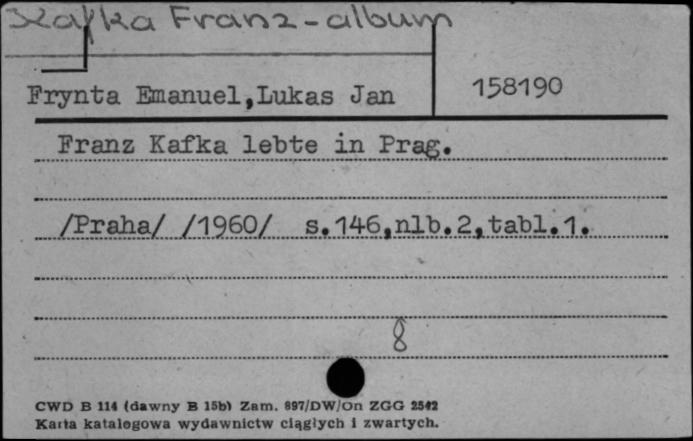 Kafka Franz - album
Frynta Emanuel,Lukas Jan
158190
Franz Kafka lebte in Prag.
/Praha/ /1960/ s.146,nlb.2,tabl.1.
8
CWD B 114 (dawny B 15b) Zam. 897/DW/On ZGG 2542
Karta katalogowa wydawnictw ciągłych i zwartych.